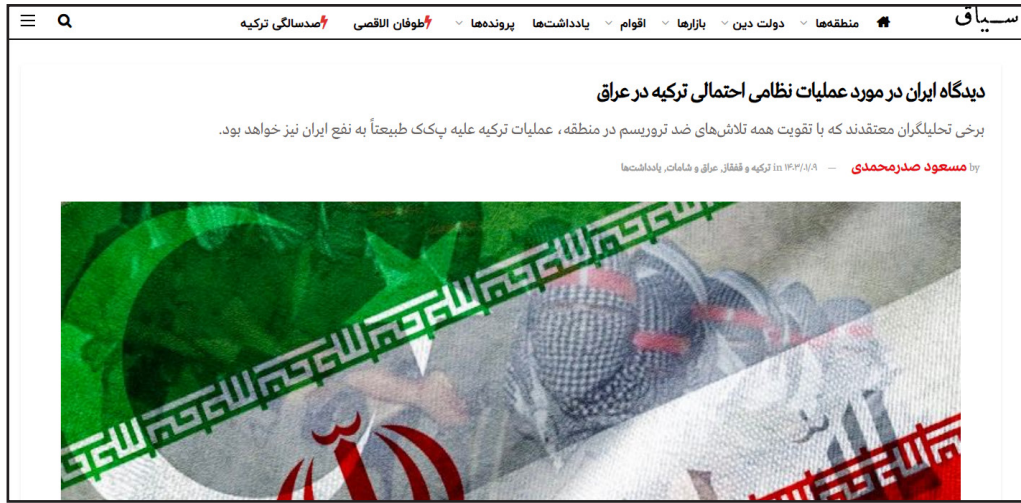 سیاق
منطقه‌ها دولت دین بازارها اقوام یادداشت‌ها پرونده‌ها طوفان الاقصی صدسالگی ترکیه
دیدگاه ایران در مورد عملیات نظامی احتمالی ترکیه در عراق
برخی تحلیلگران معتقدند که با تقویت همه تلاش‌های ضد تروریسم در منطقه، عملیات ترکیه علیه پ‌ک‌ک طبیعتاً به نفع ایران نیز خواهد بود.
by مسعود صدرمحمدی — ۱۴۰۳/۰۱/۰۹ in ترکیه و قفقاز, عراق و شامات, یادداشت‌ها